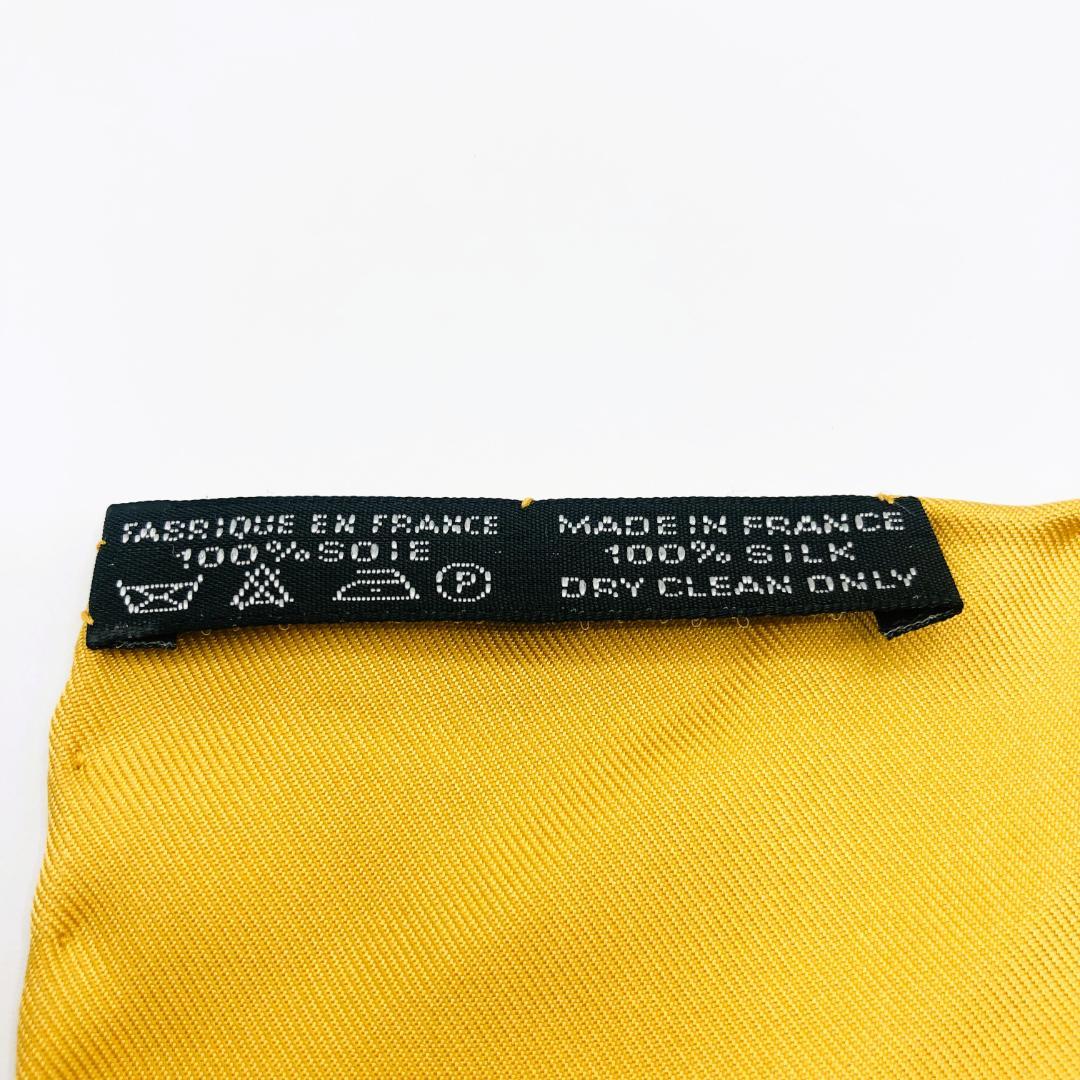 FABRIQUE EN FRANCE
100% SOIE
P
MADE IN FRANCE
100% SILK
DRY CLEAN ONLY